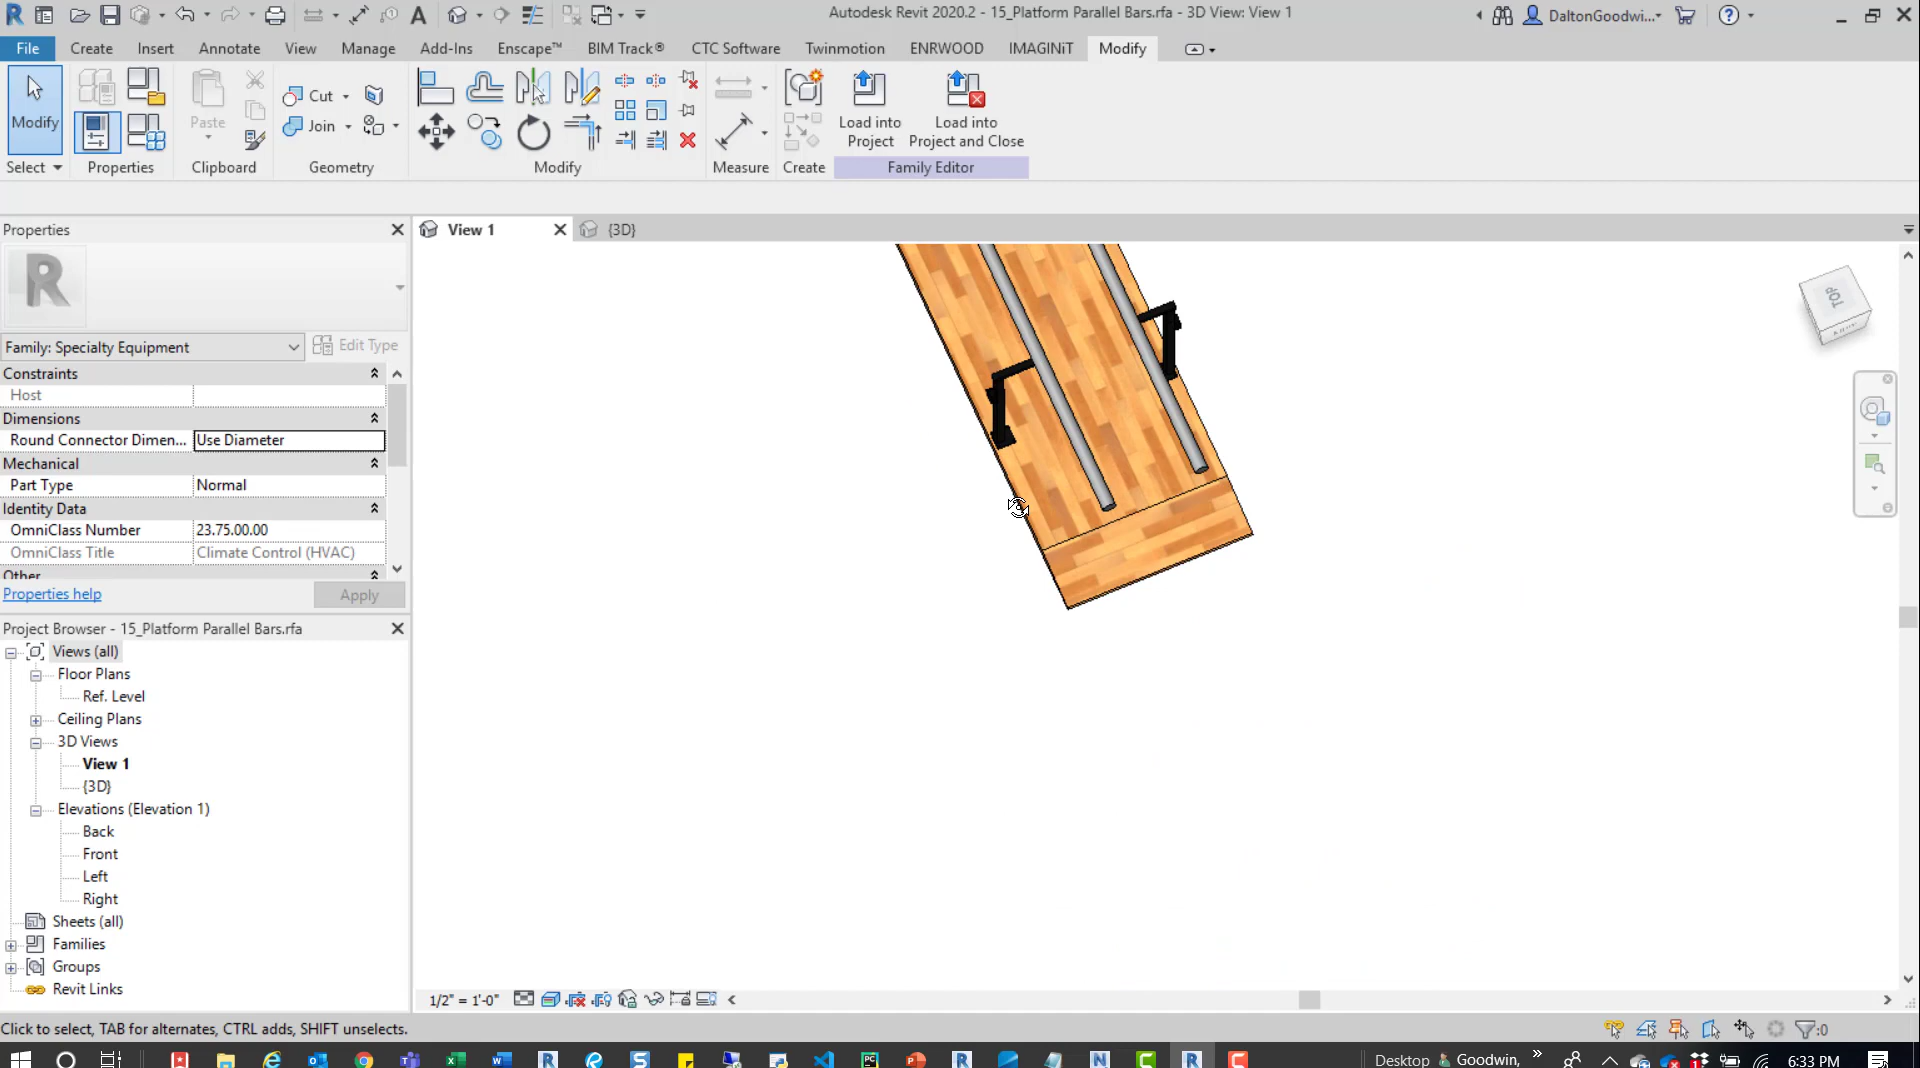 Autodesk Revit 2020.2 - 15_Platform Parallel Bars.rfa - 3D View: View 1
DaltonGoodwi...
File Create Insert Annotate View Manage Add-Ins Enscape™ BIM Track® CTC Software Twinmotion ENRWOOD IMAGINiT Modify
Modify
Paste
Cut
Join
Load into
Project
Load into
Project and Close
Select Properties Clipboard Geometry Modify Measure Create Family Editor
Properties
View 1 {3D}
R
Family: Specialty Equipment Edit Type
Constraints
Host
Dimensions
Round Connector Dimen... Use Diameter
Mechanical
Part Type Normal
Identity Data
OmniClass Number 23.75.00.00
OmniClass Title Climate Control (HVAC)
Other
Properties help Apply
Project Browser - 15_Platform Parallel Bars.rfa
Views (all)
Floor Plans
Ref. Level
Ceiling Plans
3D Views
View 1
{3D}
Elevations (Elevation 1)
Back
Front
Left
Right
Sheets (all)
Families
Groups
Revit Links
TOP
1/2" = 1'-0"
Click to select, TAB for alternates, CTRL adds, SHIFT unselects.
:0
Desktop Goodwin, 6:33 PM